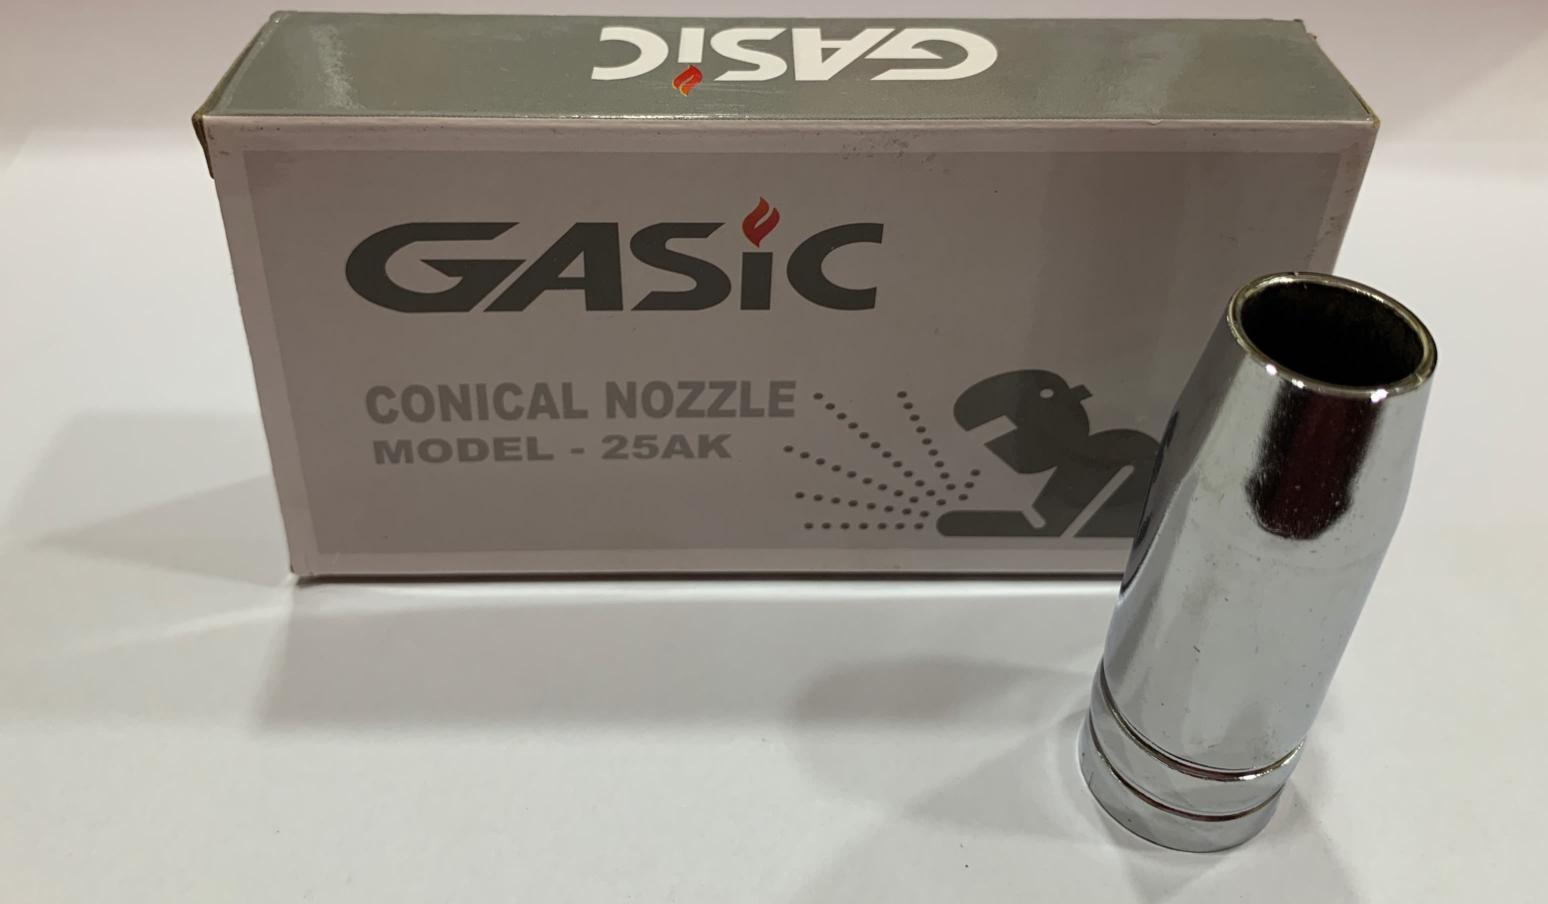 GASiC
GASiC
CONICAL NOZZLE
MODEL - 25AK